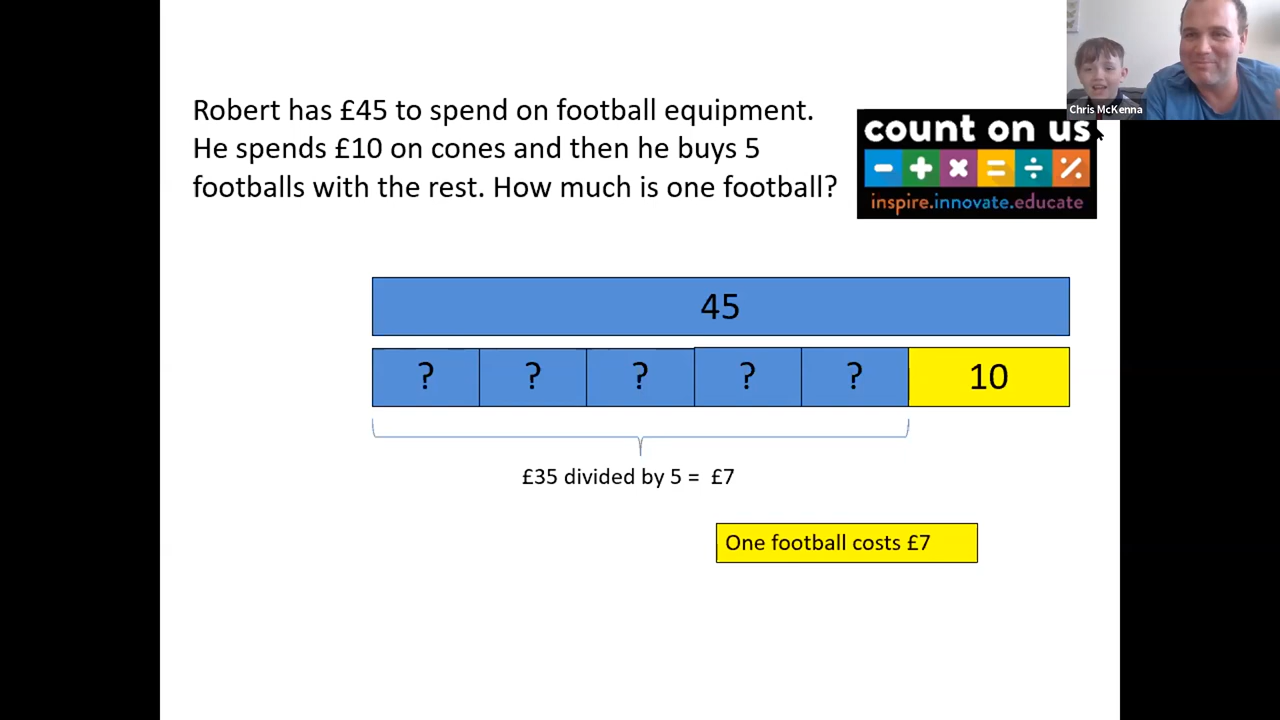 Chris McKenna
Robert has £45 to spend on football equipment.
He spends £10 on cones and then he buys 5
footballs with the rest. How much is one football?
count on us
- + × = ÷ %
inspire.innovate.educate
45
? ? ? ? ? 10
£35 divided by 5 = £7
One football costs £7